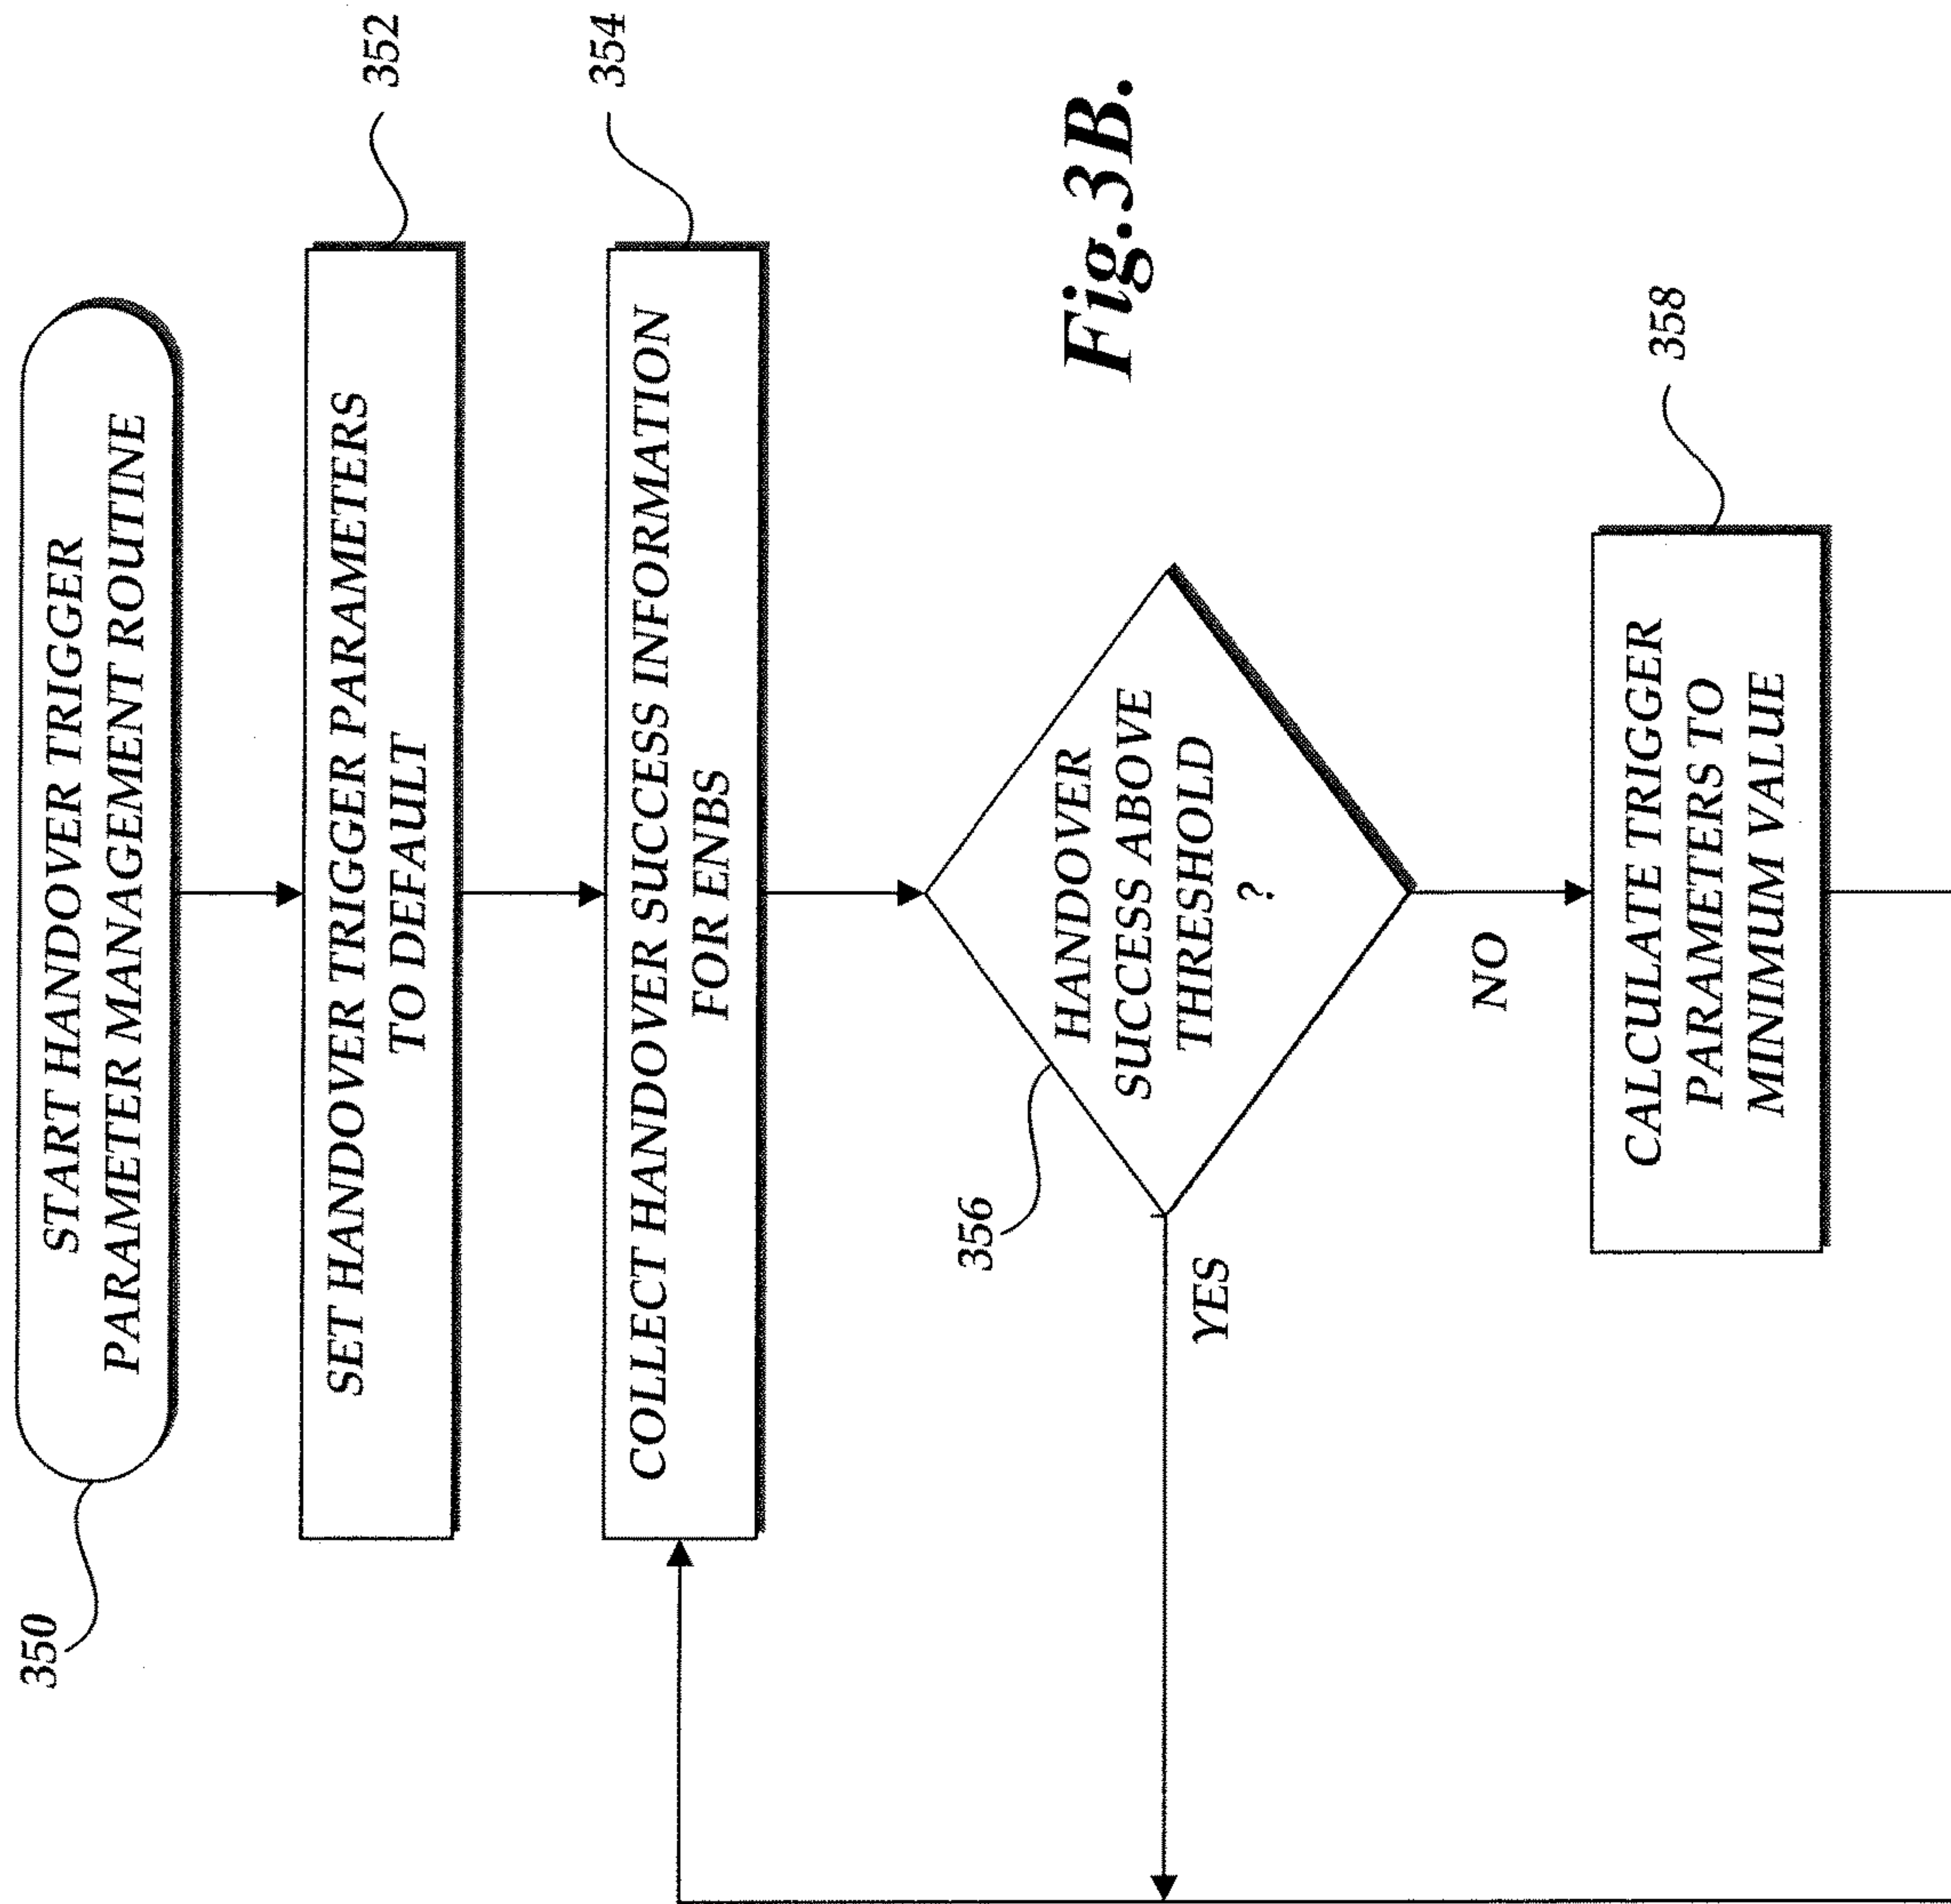 350
START HANDOVER TRIGGER
PARAMETER MANAGEMENT ROUTINE
352
SET HANDOVER TRIGGER PARAMETERS
TO DEFAULT
354
COLLECT HANDOVER SUCCESS INFORMATION
FOR ENBS
356
HANDOVER
SUCCESS ABOVE
THRESHOLD
?
YES
NO
358
CALCULATE TRIGGER
PARAMETERS TO
MINIMUM VALUE
Fig.3B.